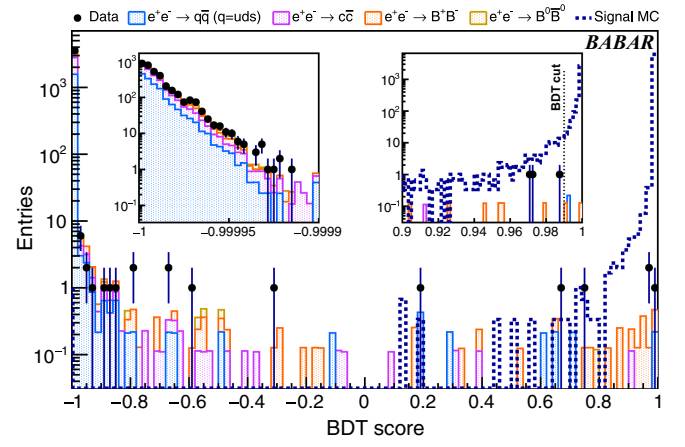 Data e⁺e⁻ → qq̅ (q=uds) e⁺e⁻ → cc̅ e⁺e⁻ → B⁺B⁻ e⁺e⁻ → B⁰B̅⁰ Signal MC
BABAR
Entries
10³
10²
10
1
10⁻¹
10³
10²
10
1
10⁻¹
-1 -0.99995 -0.9999
10³
10²
10
1
10⁻¹
BDT cut
0.9 0.92 0.94 0.96 0.98 1
-1 -0.8 -0.6 -0.4 -0.2 0 0.2 0.4 0.6 0.8 1
BDT score